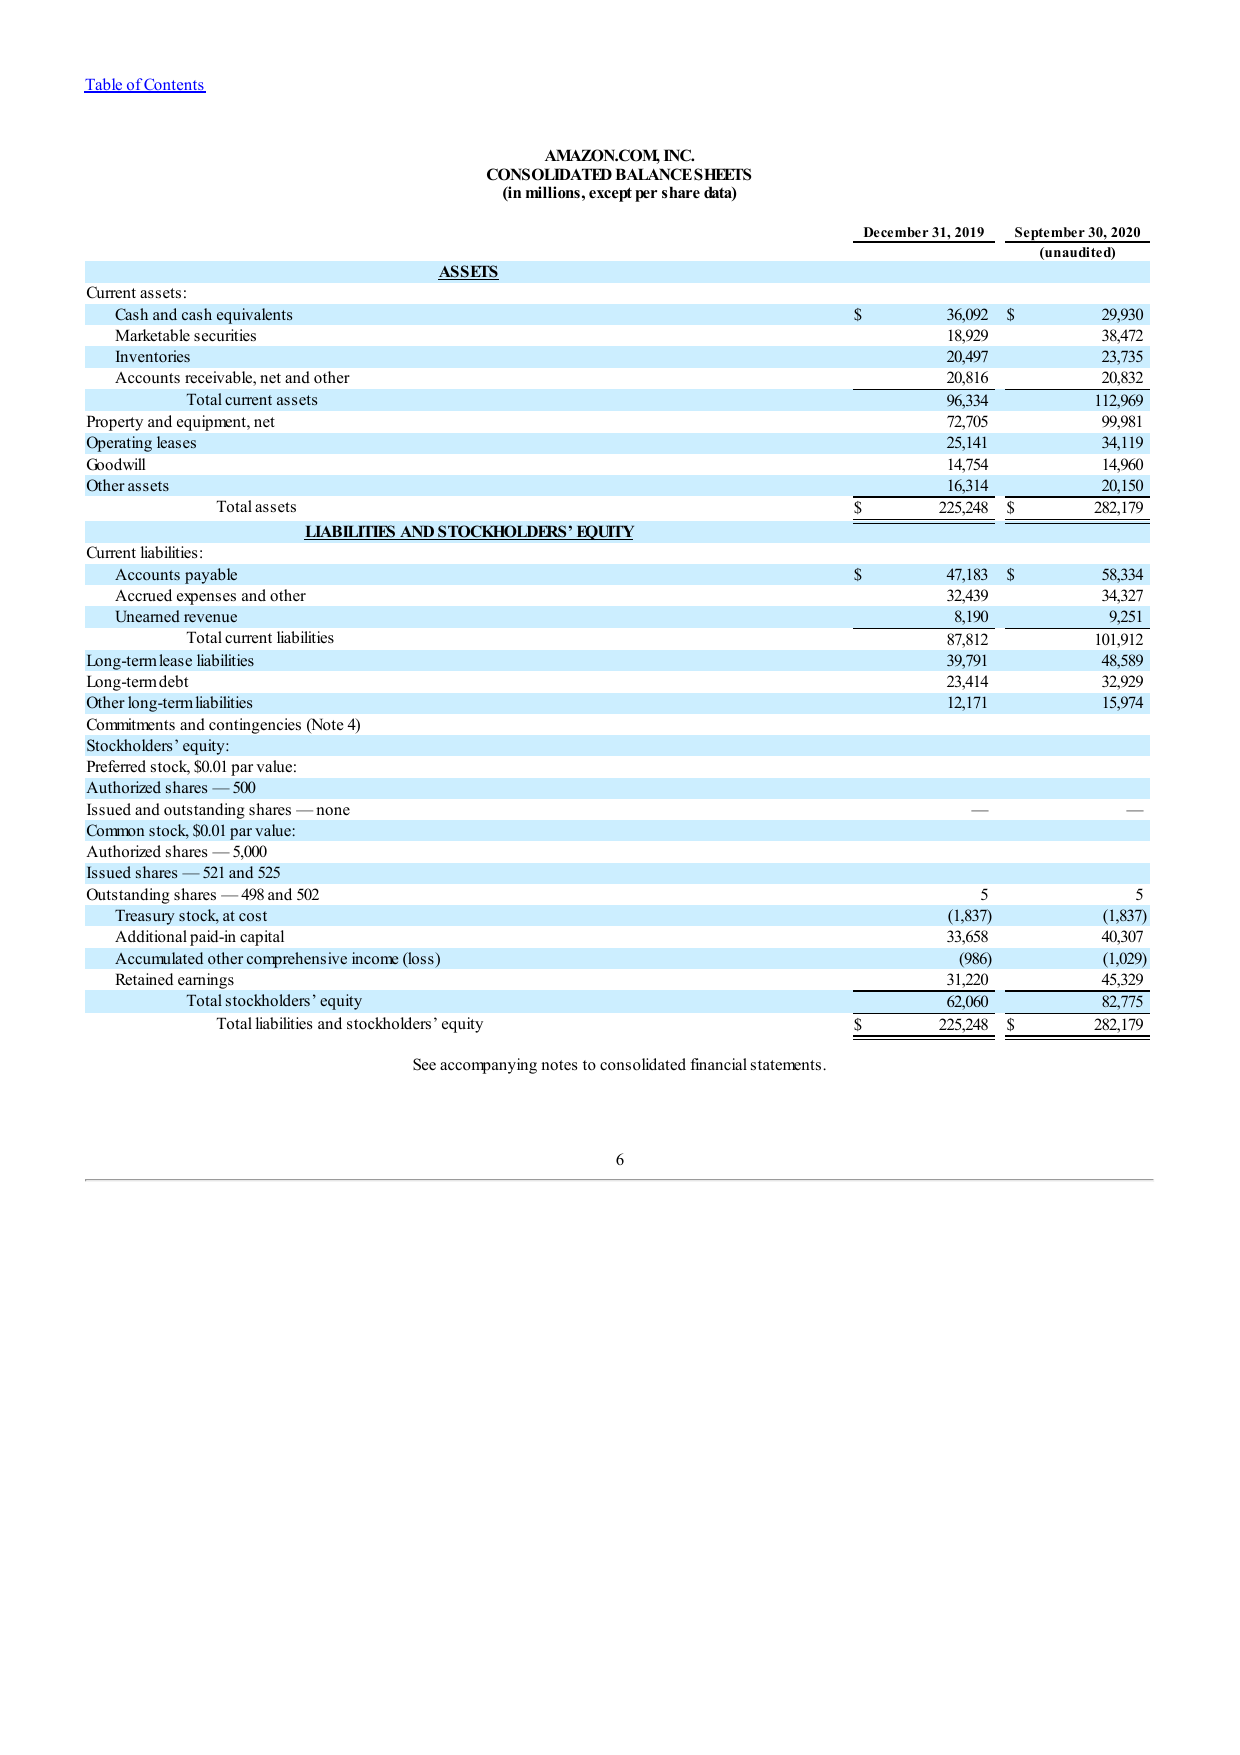 Table of Contents
AMAZON.COM, INC.
CONSOLIDATED BALANCE SHEETS
(in millions, except per share data)
December 31, 2019 September 30, 2020
(unaudited)
ASSETS
Current assets:
Cash and cash equivalents $ 36,092 $ 29,930
Marketable securities 18,929 38,472
Inventories 20,497 23,735
Accounts receivable, net and other 20,816 20,832
Total current assets 96,334 112,969
Property and equipment, net 72,705 99,981
Operating leases 25,141 34,119
Goodwill 14,754 14,960
Other assets 16,314 20,150
Total assets $ 225,248 $ 282,179
LIABILITIES AND STOCKHOLDERS’ EQUITY
Current liabilities:
Accounts payable $ 47,183 $ 58,334
Accrued expenses and other 32,439 34,327
Unearned revenue 8,190 9,251
Total current liabilities 87,812 101,912
Long-term lease liabilities 39,791 48,589
Long-term debt 23,414 32,929
Other long-term liabilities 12,171 15,974
Commitments and contingencies (Note 4)
Stockholders’ equity:
Preferred stock, $0.01 par value:
Authorized shares — 500
Issued and outstanding shares — none — —
Common stock, $0.01 par value:
Authorized shares — 5,000
Issued shares — 521 and 525
Outstanding shares — 498 and 502 5 5
Treasury stock, at cost (1,837) (1,837)
Additional paid-in capital 33,658 40,307
Accumulated other comprehensive income (loss) (986) (1,029)
Retained earnings 31,220 45,329
Total stockholders’ equity 62,060 82,775
Total liabilities and stockholders’ equity $ 225,248 $ 282,179
See accompanying notes to consolidated financial statements.
6